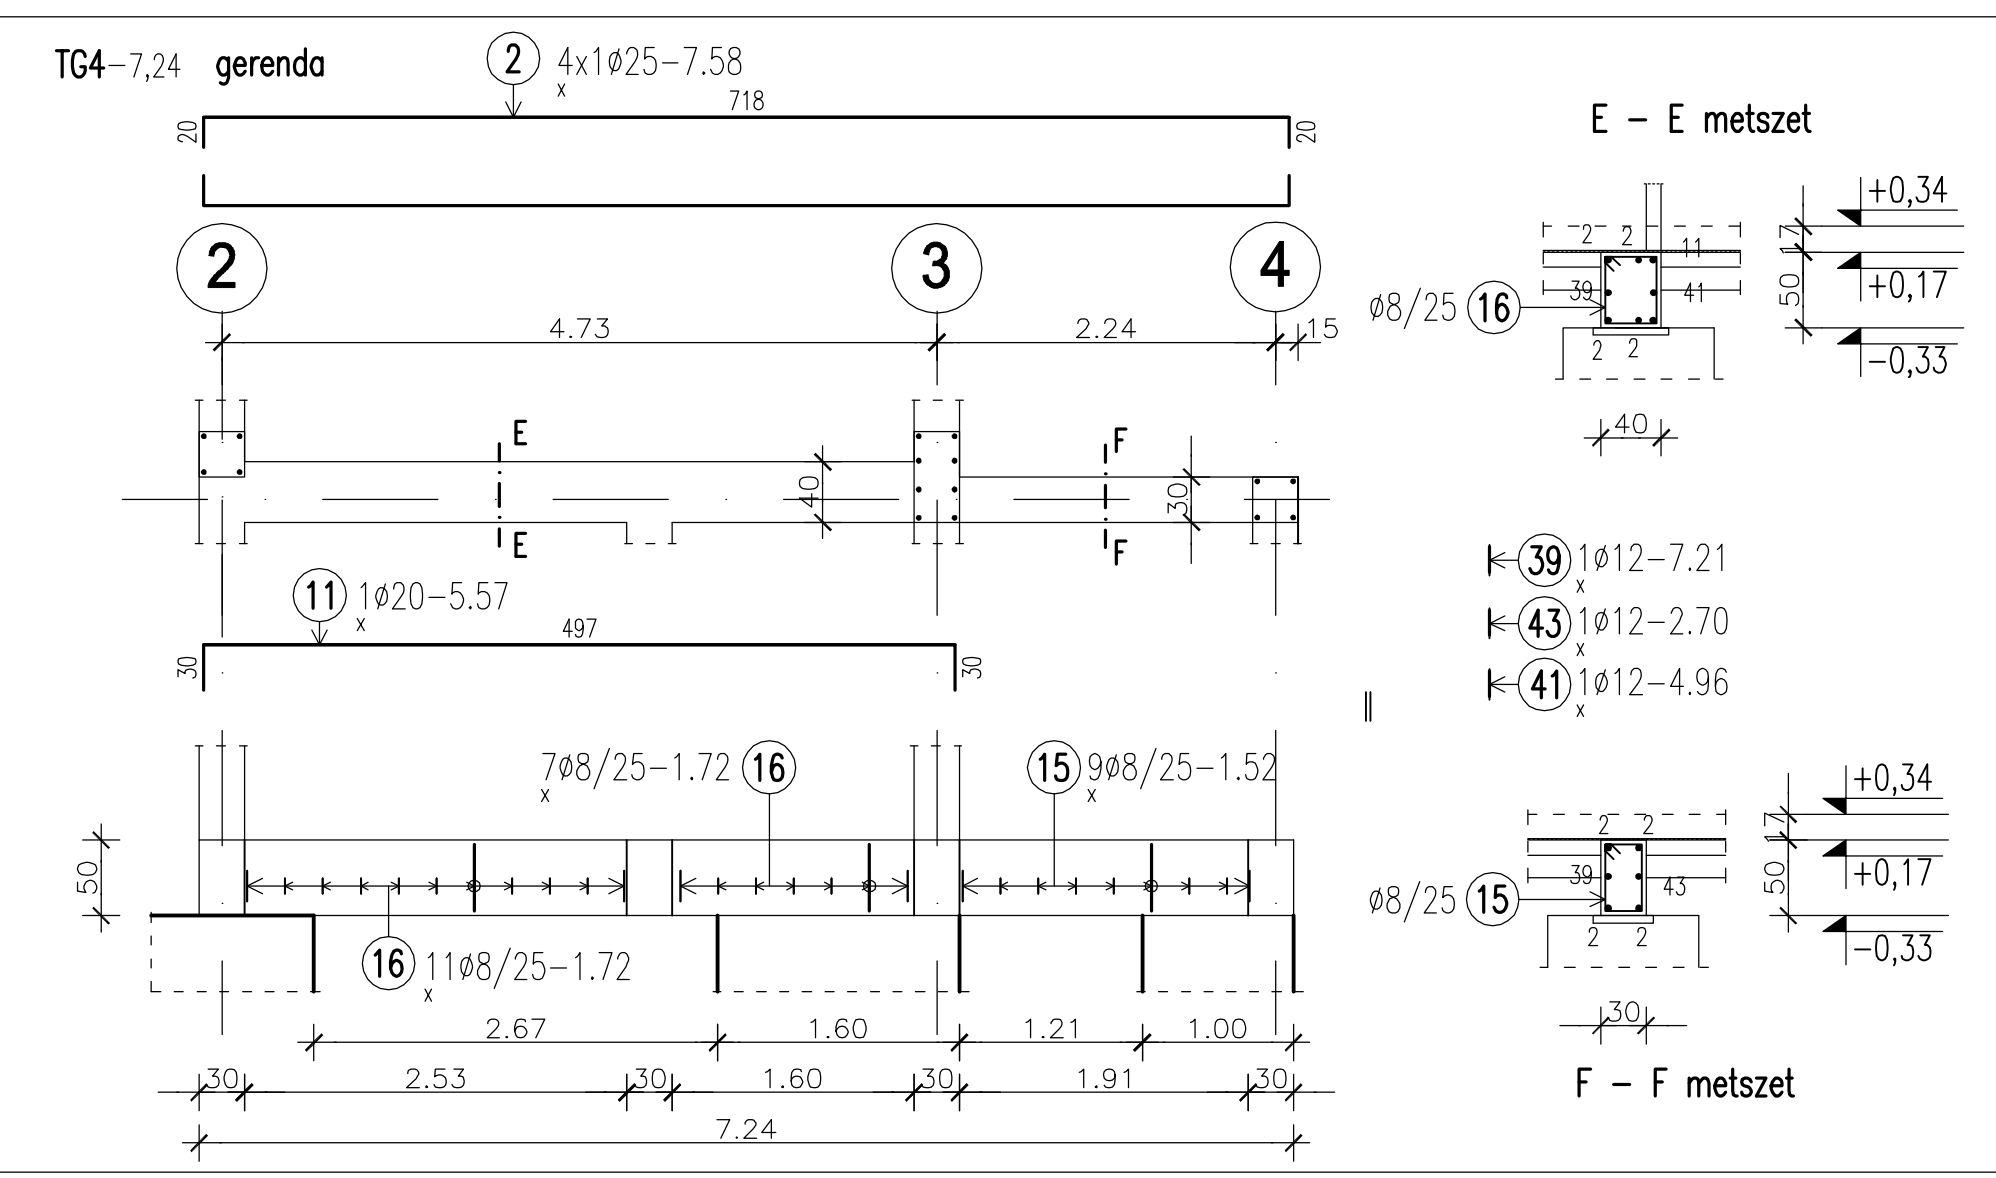 TG4-7,24 gerenda
2 4x1ø25-7.58
x
718
20 20
E - E metszet
2 3 4
4.73 2.24 15
+0,34
17
+0,17
50
-0,33
2 2 11
39 41
ø8/25 16
2 2
40
E F
40 30
E F
11 1ø20-5.57
x
497
30 30
39 1ø12-7.21
x
43 1ø12-2.70
x
41 1ø12-4.96
x
7ø8/25-1.72 16
x
15 9ø8/25-1.52
x
50
16 11ø8/25-1.72
x
+0,34
17
+0,17
50
-0,33
2 2
39 43
ø8/25 15
2 2
30
F - F metszet
2.67 1.60 1.21 1.00
30 2.53 30 1.60 30 1.91 30
7.24